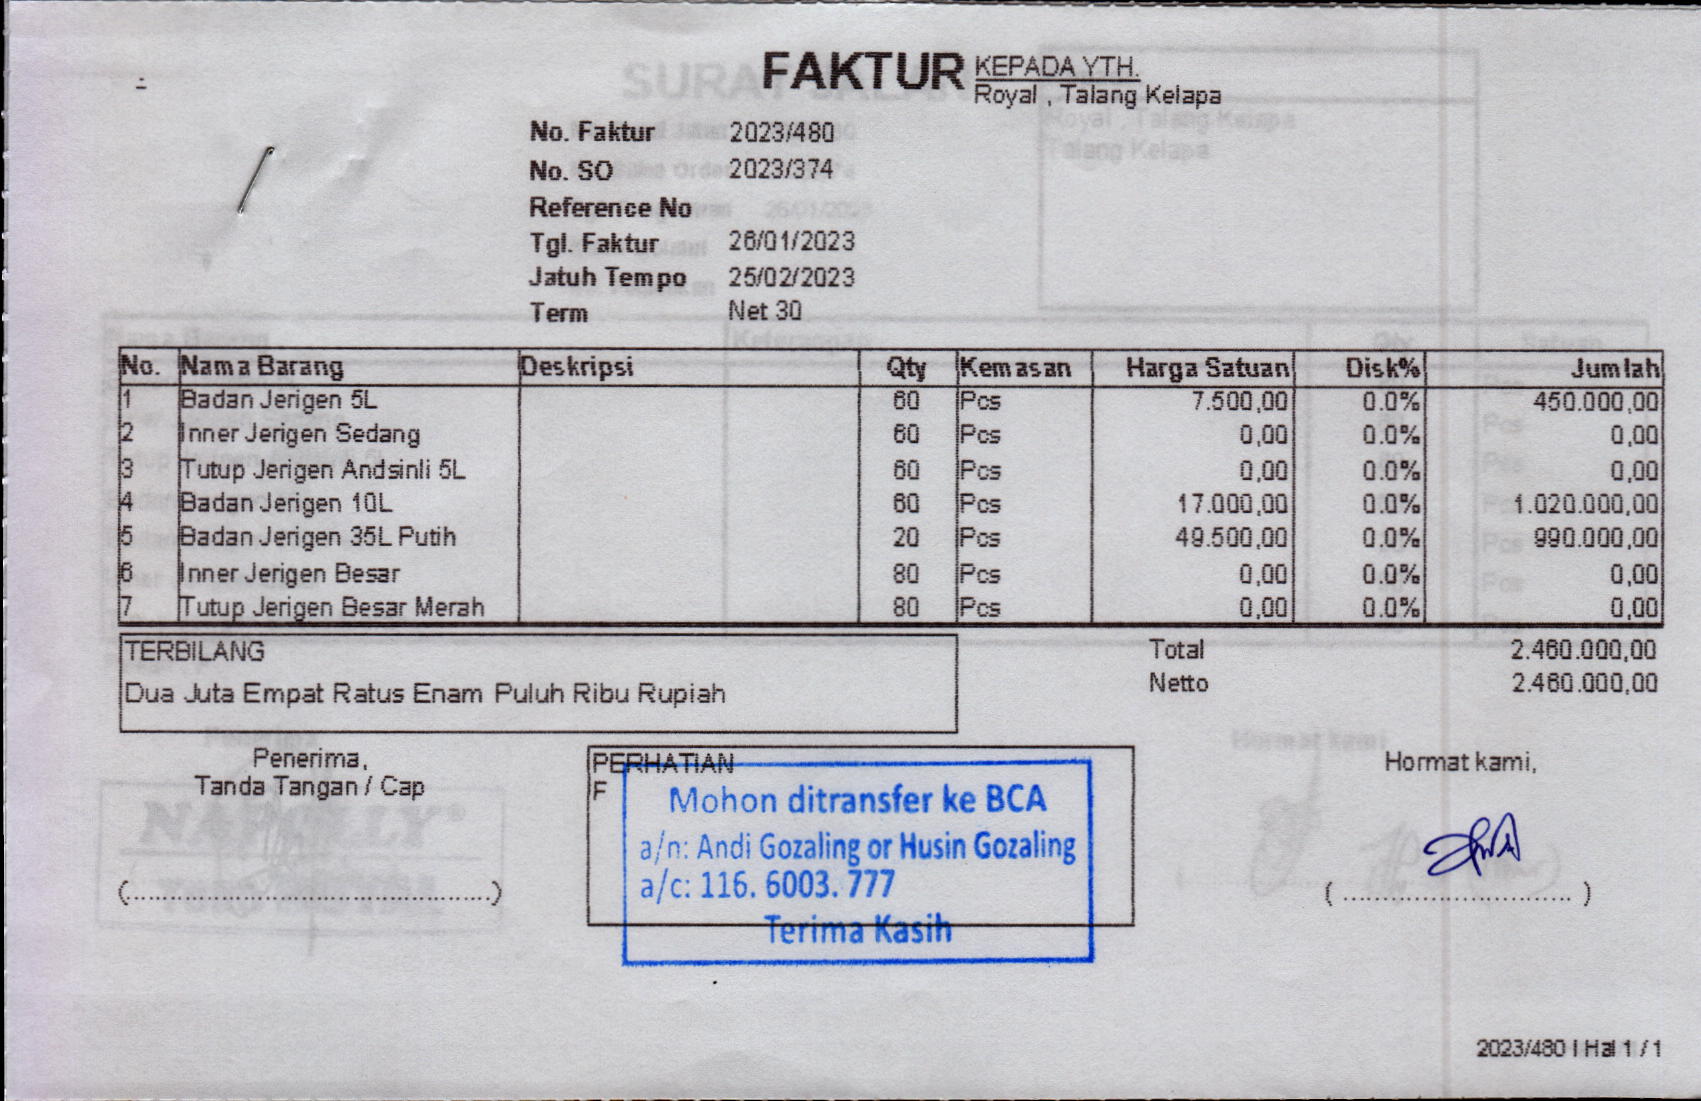 FAKTUR
KEPADA YTH.
Royal , Talang Kelapa
No. Faktur 2023/480
No. SO 2023/374
Reference No
Tgl. Faktur 26/01/2023
Jatuh Tempo 25/02/2023
Term Net 30
No. Nama Barang Deskripsi Qty Kemasan Harga Satuan Disk% Jumlah
1 Badan Jerigen 5L 60 Pcs 7.500,00 0.0% 450.000,00
2 Inner Jerigen Sedang 60 Pcs 0,00 0.0% 0,00
3 Tutup Jerigen Andsinli 5L 60 Pcs 0,00 0.0% 0,00
4 Badan Jerigen 10L 60 Pcs 17.000,00 0.0% 1.020.000,00
5 Badan Jerigen 35L Putih 20 Pcs 49.500,00 0.0% 990.000,00
6 Inner Jerigen Besar 80 Pcs 0,00 0.0% 0,00
7 Tutup Jerigen Besar Merah 80 Pcs 0,00 0.0% 0,00
TERBILANG
Dua Juta Empat Ratus Enam Puluh Ribu Rupiah
Total 2.460.000,00
Netto 2.460.000,00
Penerima,
Tanda Tangan / Cap
(..........................................)
PERHATIAN
F
Mohon ditransfer ke BCA
a/n: Andi Gozaling or Husin Gozaling
a/c: 116. 6003. 777
Terima Kasih
Hormat kami,
( ........................... )
2023/480 | Hal 1 / 1